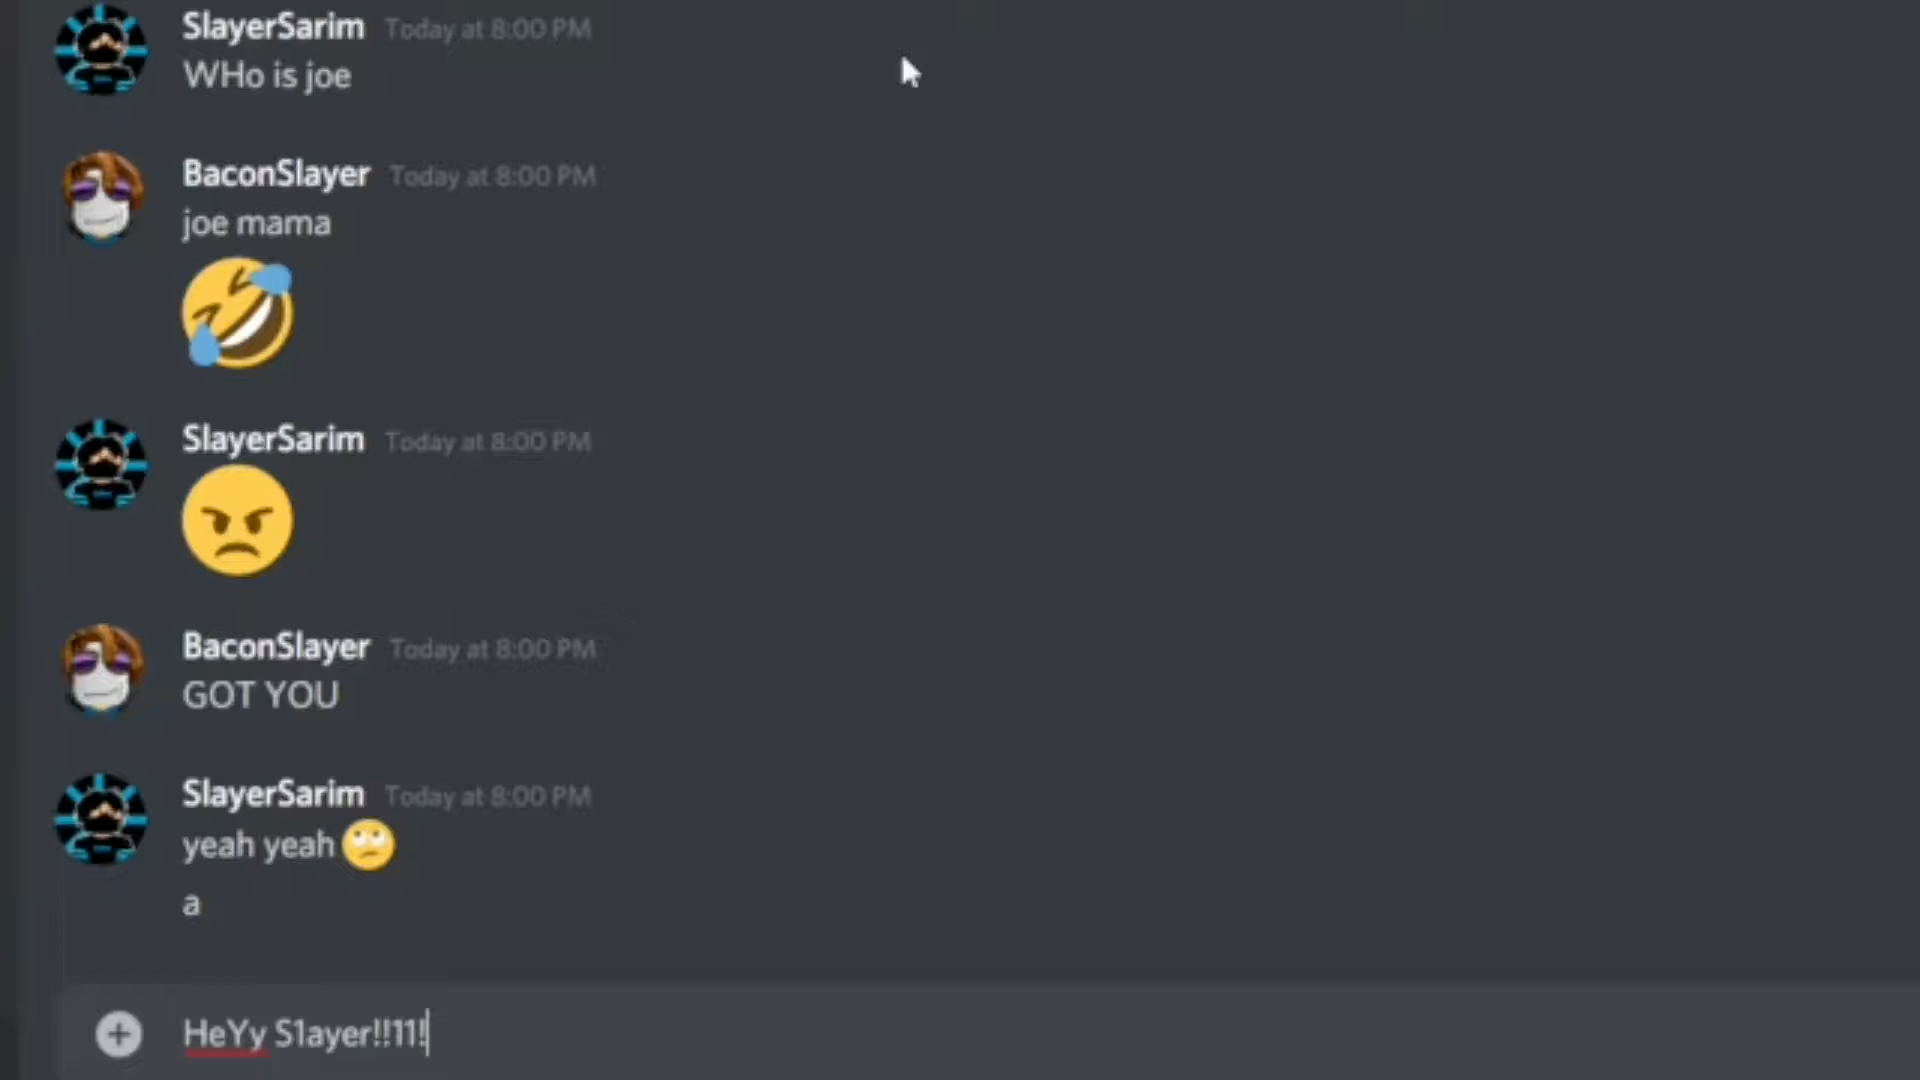 SlayerSarim Today at 8:00 PM
WHo is joe
BaconSlayer Today at 8:00 PM
joe mama
🤣
SlayerSarim Today at 8:00 PM
😠
BaconSlayer Today at 8:00 PM
GOT YOU
SlayerSarim Today at 8:00 PM
yeah yeah 🙄
a
HeYy S1ayer!!11!